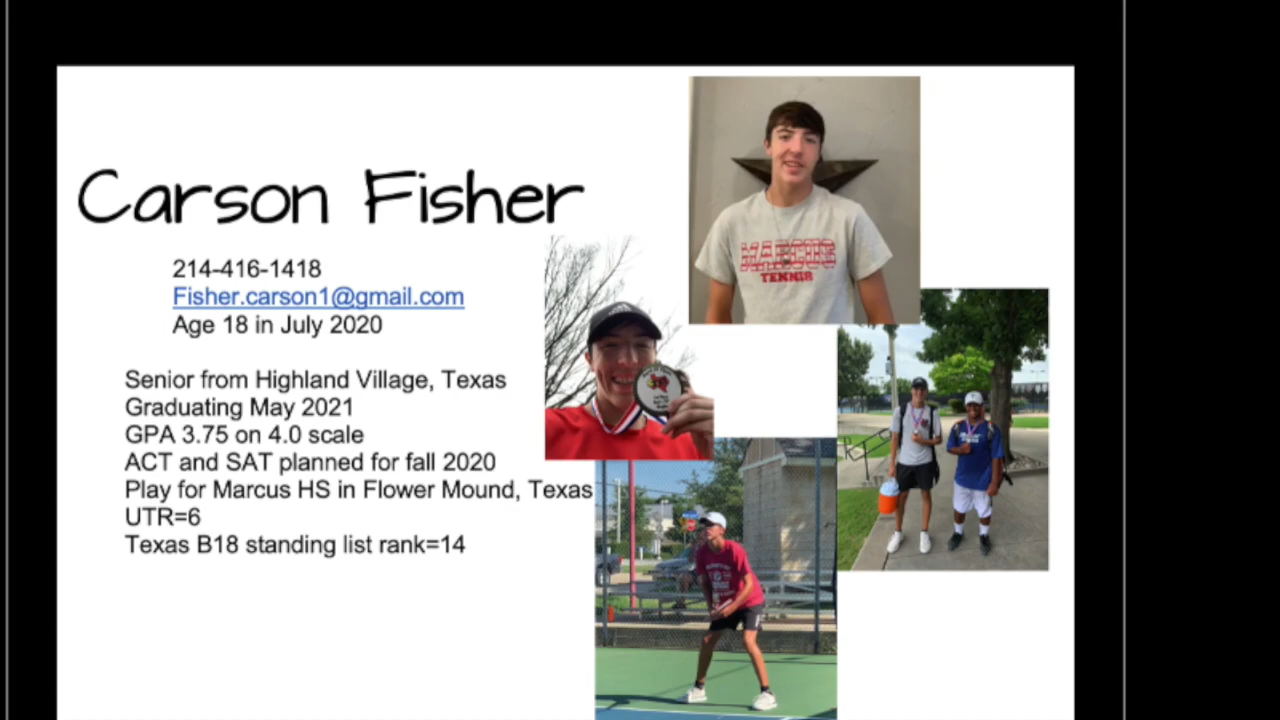 Carson Fisher
214-416-1418
Fisher.carson1@gmail.com
Age 18 in July 2020
Senior from Highland Village, Texas
Graduating May 2021
GPA 3.75 on 4.0 scale
ACT and SAT planned for fall 2020
Play for Marcus HS in Flower Mound, Texas
UTR=6
Texas B18 standing list rank=14
MARCUS
TENNIS